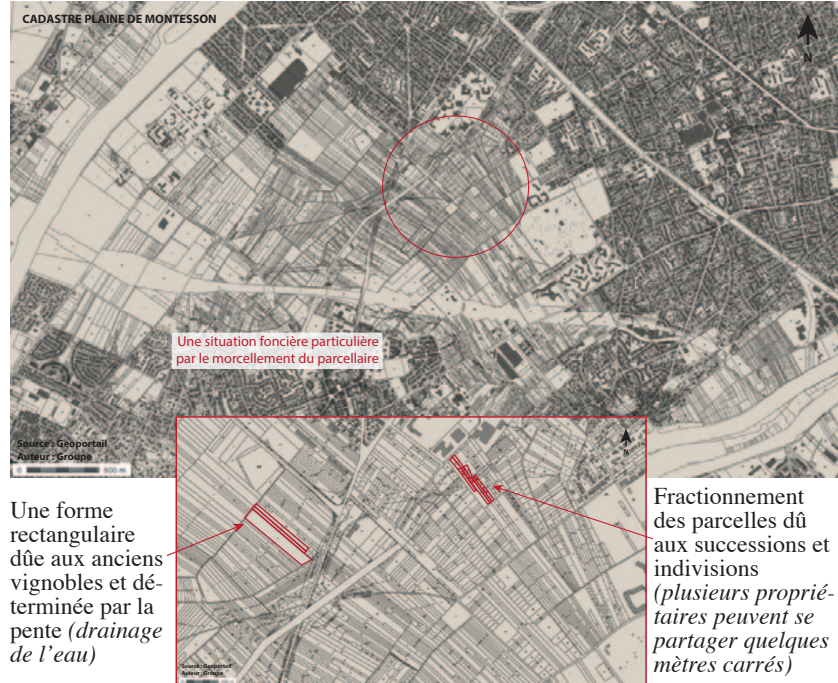 CADASTRE PLAINE DE MONTESSON
N
Une situation foncière particulière
par le morcellement du parcellaire
Source : Geoportail
Auteur : Groupe
0 600 m
N
Source : Geoportail
Auteur : Groupe
Une forme
rectangulaire
dûe aux anciens
vignobles et dé-
terminée par la
pente (drainage
de l’eau)
Fractionnement
des parcelles dû
aux successions et
indivisions
(plusieurs proprié-
taires peuvent se
partager quelques
mètres carrés)